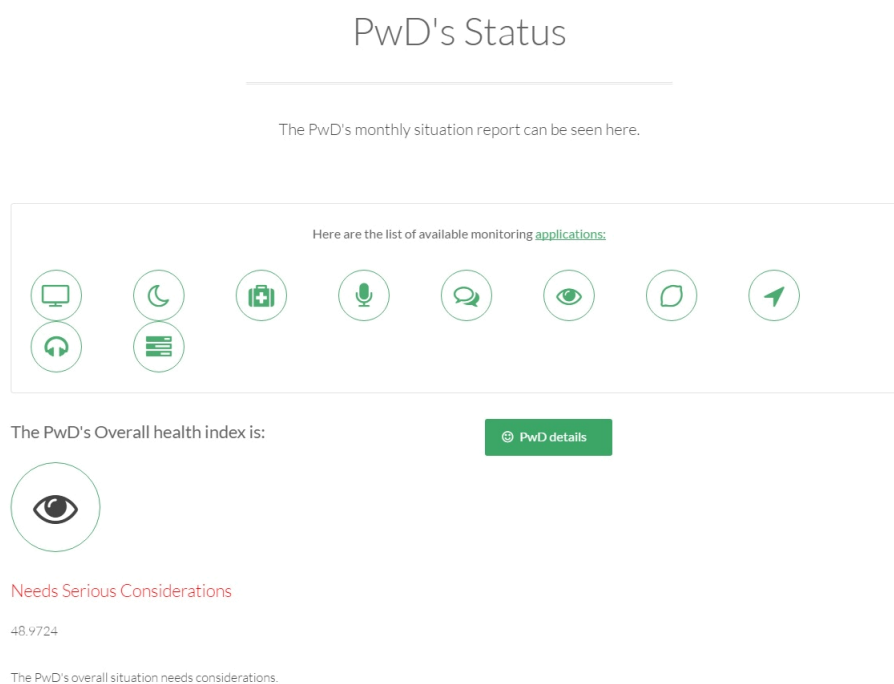 PwD's Status
The PwD's monthly situation report can be seen here.
Here are the list of available monitoring applications:
The PwD's Overall health index is:
PwD details
Needs Serious Considerations
48.9724
The PwD's overall situation needs considerations.